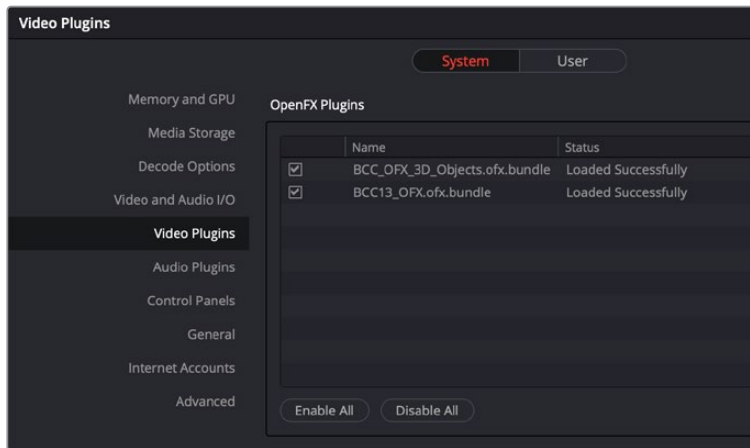 Video Plugins
System
User
Memory and GPU
Media Storage
Decode Options
Video and Audio I/O
Video Plugins
Audio Plugins
Control Panels
General
Internet Accounts
Advanced
OpenFX Plugins
Name Status
BCC_OFX_3D_Objects.ofx.bundle Loaded Successfully
BCC13_OFX.ofx.bundle Loaded Successfully
Enable All
Disable All